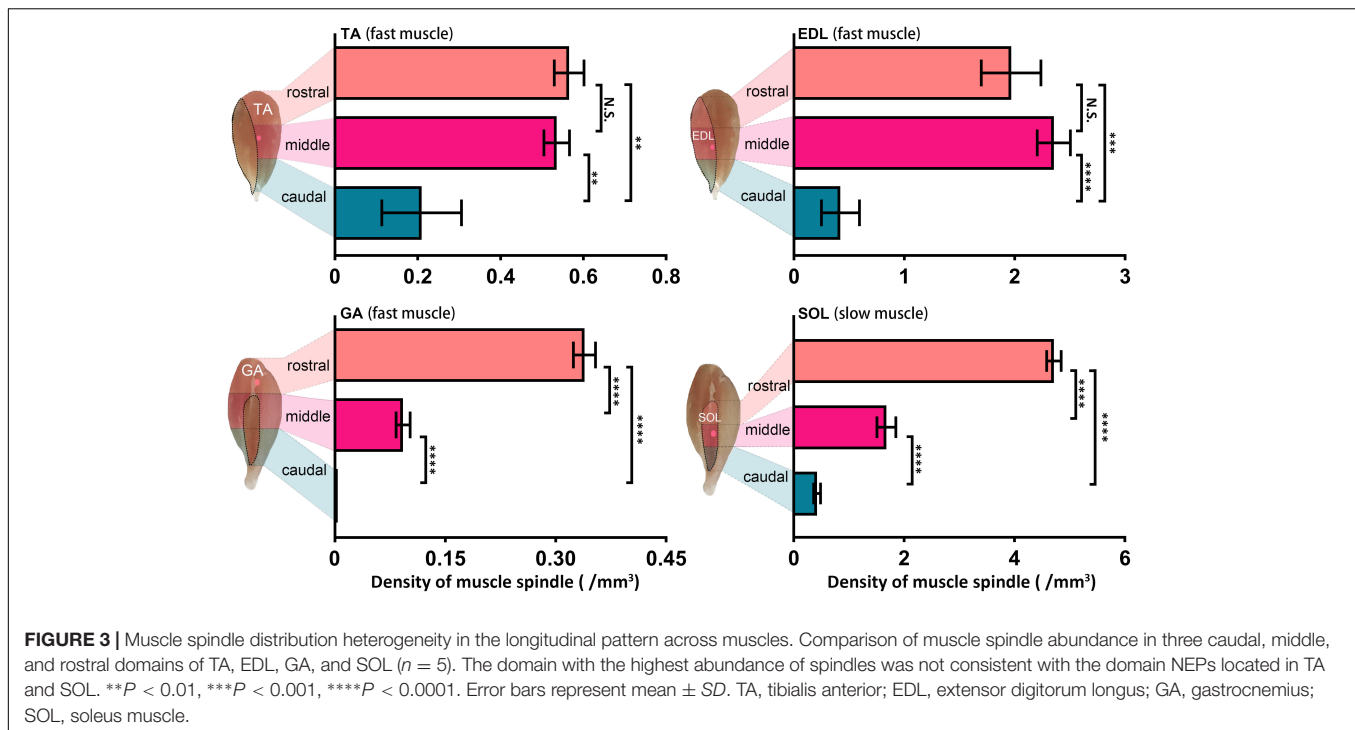 TA (fast muscle)
rostral
TA
middle
caudal
N.S.
**
**
0
0.2
0.4
0.6
0.8
EDL (fast muscle)
rostral
EDL
middle
caudal
N.S.
****
***
0
1
2
3
GA (fast muscle)
rostral
GA
middle
caudal
****
****
****
0
0.15
0.30
0.45
Density of muscle spindle ( /mm³)
SOL (slow muscle)
rostral
SOL
middle
caudal
****
****
****
0
2
4
6
Density of muscle spindle ( /mm³)
FIGURE 3 | Muscle spindle distribution heterogeneity in the longitudinal pattern across muscles. Comparison of muscle spindle abundance in three caudal, middle,
and rostral domains of TA, EDL, GA, and SOL (n = 5). The domain with the highest abundance of spindles was not consistent with the domain NEPs located in TA
and SOL. **P < 0.01, ***P < 0.001, ****P < 0.0001. Error bars represent mean ± SD. TA, tibialis anterior; EDL, extensor digitorum longus; GA, gastrocnemius;
SOL, soleus muscle.